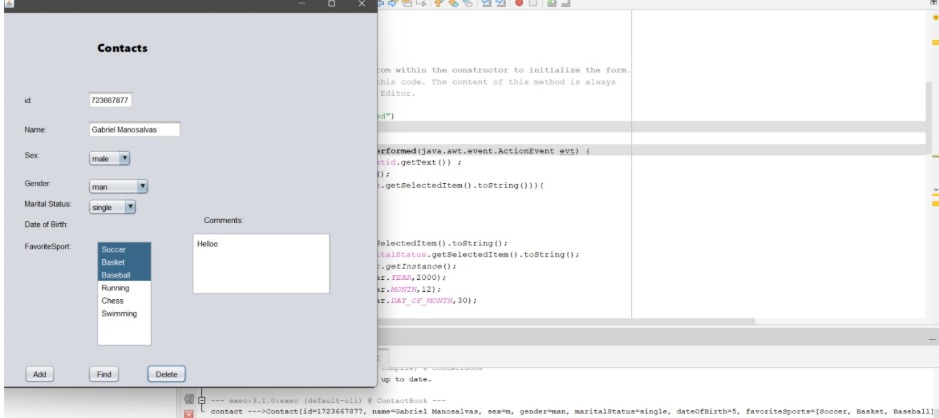 Contacts
id:
723667877
Name:
Gabriel Manosalvas
Sex:
male
Gender:
man
Marital Status:
single
Date of Birth:
FavoriteSport:
Soccer
Basket
Baseball
Running
Chess
Swimming
Comments:
Helloo
Add
Find
Delete
rom within the constructor to initialize the form.
his code. The content of this method is always
Editor.
ed")
erformed(java.awt.event.ActionEvent evt) {
tid.getText()) ;
();
.getSelectedItem().toString())){
SelectedItem().toString();
italStatus.getSelectedItem().toString();
r.getInstance();
ar.YEAR,2000);
ar.MONTH,12);
ar.DAY_OF_MONTH,30);
up to date.
--- exec:3.1.0:exec (default-cli) @ ContactBook ---
contact --->Contact{id=1723667877, name=Gabriel Manosalvas, sex=m, gender=man, maritalStatus=single, dateOfBirth=5, favoriteSports=[Soccer, Basket, Baseball]